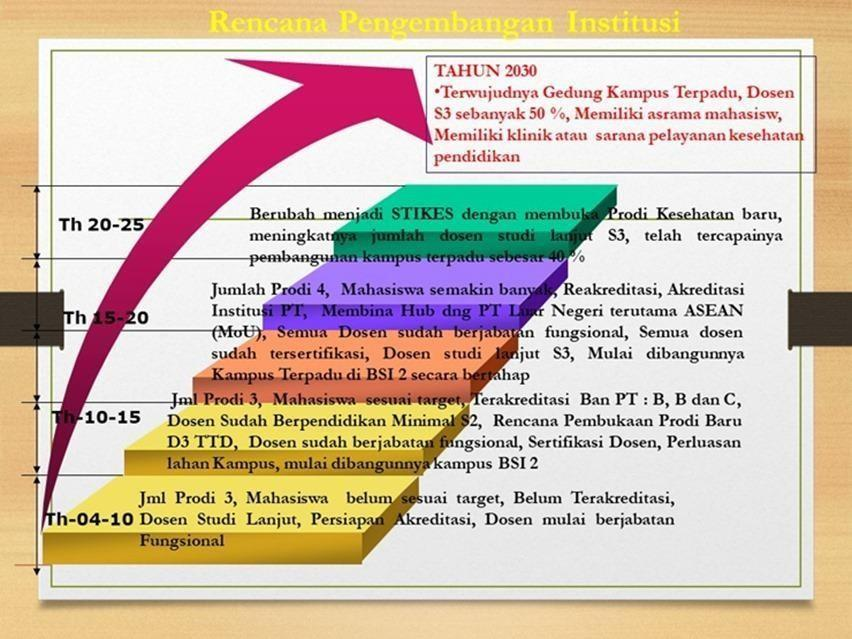 Rencana Pengembangan Institusi
TAHUN 2030
•Terwujudnya Gedung Kampus Terpadu, Dosen
S3 sebanyak 50 %, Memiliki asrama mahasisw,
Memiliki klinik atau sarana pelayanan kesehatan
pendidikan
Th 20-25
Berubah menjadi STIKES dengan membuka Prodi Kesehatan baru,
meningkatnya jumlah dosen studi lanjut S3, telah tercapainya
pembangunan kampus terpadu sebesar 40 %
Th 15-20
Jumlah Prodi 4, Mahasiswa semakin banyak, Reakreditasi, Akreditasi
Institusi PT, Membina Hub dng PT Luar Negeri terutama ASEAN
(MoU), Semua Dosen sudah berjabatan fungsional, Semua dosen
sudah tersertifikasi, Dosen studi lanjut S3, Mulai dibangunnya
Kampus Terpadu di BSI 2 secara bertahap
Th-10-15
Jml Prodi 3, Mahasiswa sesuai target, Terakreditasi Ban PT : B, B dan C,
Dosen Sudah Berpendidikan Minimal S2, Rencana Pembukaan Prodi Baru
D3 TTD, Dosen sudah berjabatan fungsional, Sertifikasi Dosen, Perluasan
lahan Kampus, mulai dibangunnya kampus BSI 2
Th-04-10
Jml Prodi 3, Mahasiswa belum sesuai target, Belum Terakreditasi,
Dosen Studi Lanjut, Persiapan Akreditasi, Dosen mulai berjabatan
Fungsional